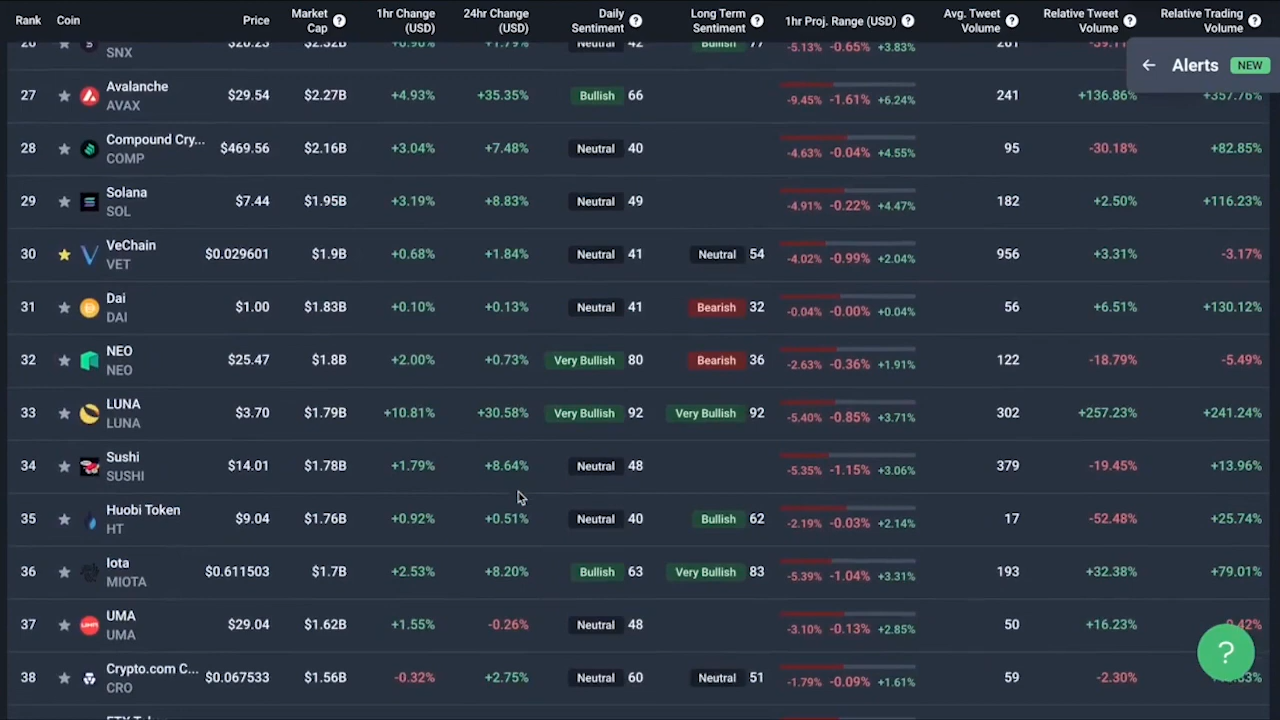 Rank Coin Price Market Cap ? 1hr Change (USD) 24hr Change (USD) Daily Sentiment ? Long Term Sentiment ? 1hr Proj. Range (USD) ? Avg. Tweet Volume ? Relative Tweet Volume ? Relative Trading Volume ?
SNX
← Alerts NEW
27 Avalanche AVAX $29.54 $2.27B +4.93% +35.35% Bullish 66 -9.45% -1.61% +6.24% 241 +136.86% +357.76%
28 Compound Cry... COMP $469.56 $2.16B +3.04% +7.48% Neutral 40 -4.63% -0.04% +4.55% 95 -30.18% +82.85%
29 Solana SOL $7.44 $1.95B +3.19% +8.83% Neutral 49 -4.91% -0.22% +4.47% 182 +2.50% +116.23%
30 VeChain VET $0.029601 $1.9B +0.68% +1.84% Neutral 41 Neutral 54 -4.02% -0.99% +2.04% 956 +3.31% -3.17%
31 Dai DAI $1.00 $1.83B +0.10% +0.13% Neutral 41 Bearish 32 -0.04% -0.00% +0.04% 56 +6.51% +130.12%
32 NEO NEO $25.47 $1.8B +2.00% +0.73% Very Bullish 80 Bearish 36 -2.63% -0.36% +1.91% 122 -18.79% -5.49%
33 LUNA LUNA $3.70 $1.79B +10.81% +30.58% Very Bullish 92 Very Bullish 92 -5.40% -0.85% +3.71% 302 +257.23% +241.24%
34 Sushi SUSHI $14.01 $1.78B +1.79% +8.64% Neutral 48 -5.35% -1.15% +3.06% 379 -19.45% +13.96%
35 Huobi Token HT $9.04 $1.76B +0.92% +0.51% Neutral 40 Bullish 62 -2.19% -0.03% +2.14% 17 -52.48% +25.74%
36 Iota MIOTA $0.611503 $1.7B +2.53% +8.20% Bullish 63 Very Bullish 83 -5.39% -1.04% +3.31% 193 +32.38% +79.01%
37 UMA UMA $29.04 $1.62B +1.55% -0.26% Neutral 48 -3.10% -0.13% +2.85% 50 +16.23%
38 Crypto.com C... CRO $0.067533 $1.56B -0.32% +2.75% Neutral 60 Neutral 51 -1.79% -0.09% +1.61% 59 -2.30%
?